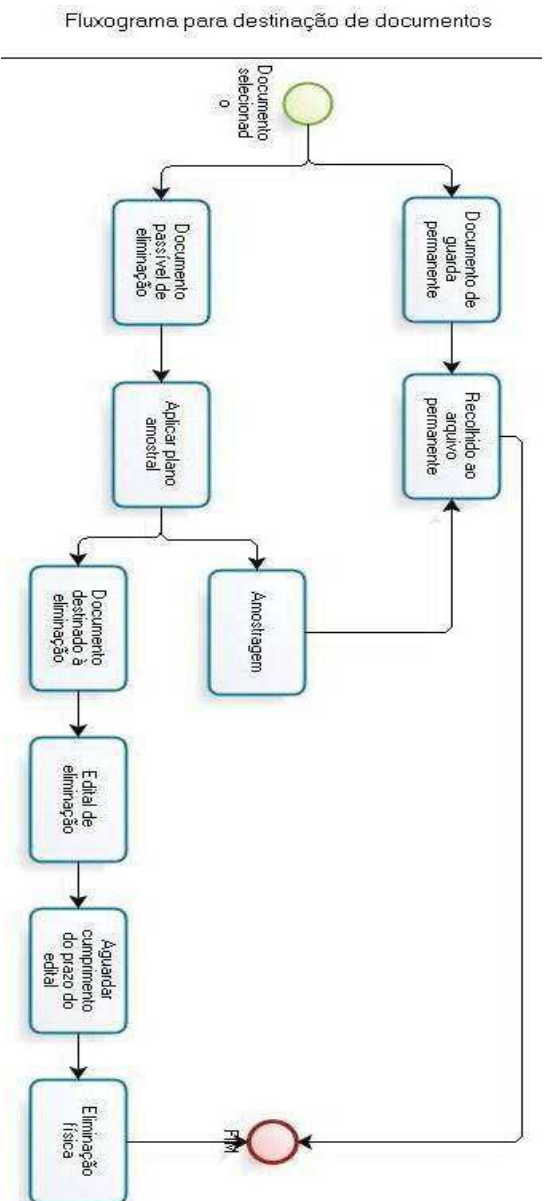 Fluxograma para destinação de documentos
Documento
selecionad
o
Documento de
guarda
permanente
Recolhido ao
arquivo
permanente
Documento
passível de
eliminação
Aplicar plano
amostral
Amostragem
Documento
destinado à
eliminação
Edital de
eliminação
Aguardar
cumprimento
do prazo do
edital
Eliminação
física
FIM